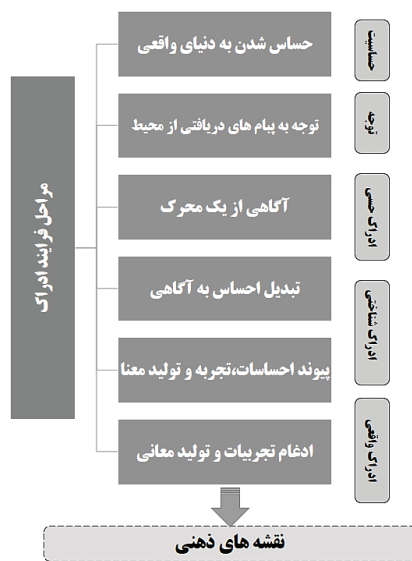 مراحل فرایند ادراک
حساس شدن به دنیای واقعی
حساسیت
توجه به پیام های دریافتی از محیط
توجه
آگاهی از یک محرک
ادراک حسی
تبدیل احساس به آگاهی
ادراک شناختی
پیوند احساسات،تجربه و تولید معنا
ادغام تجربیات و تولید معانی
ادراک واقعی
نقشه های ذهنی